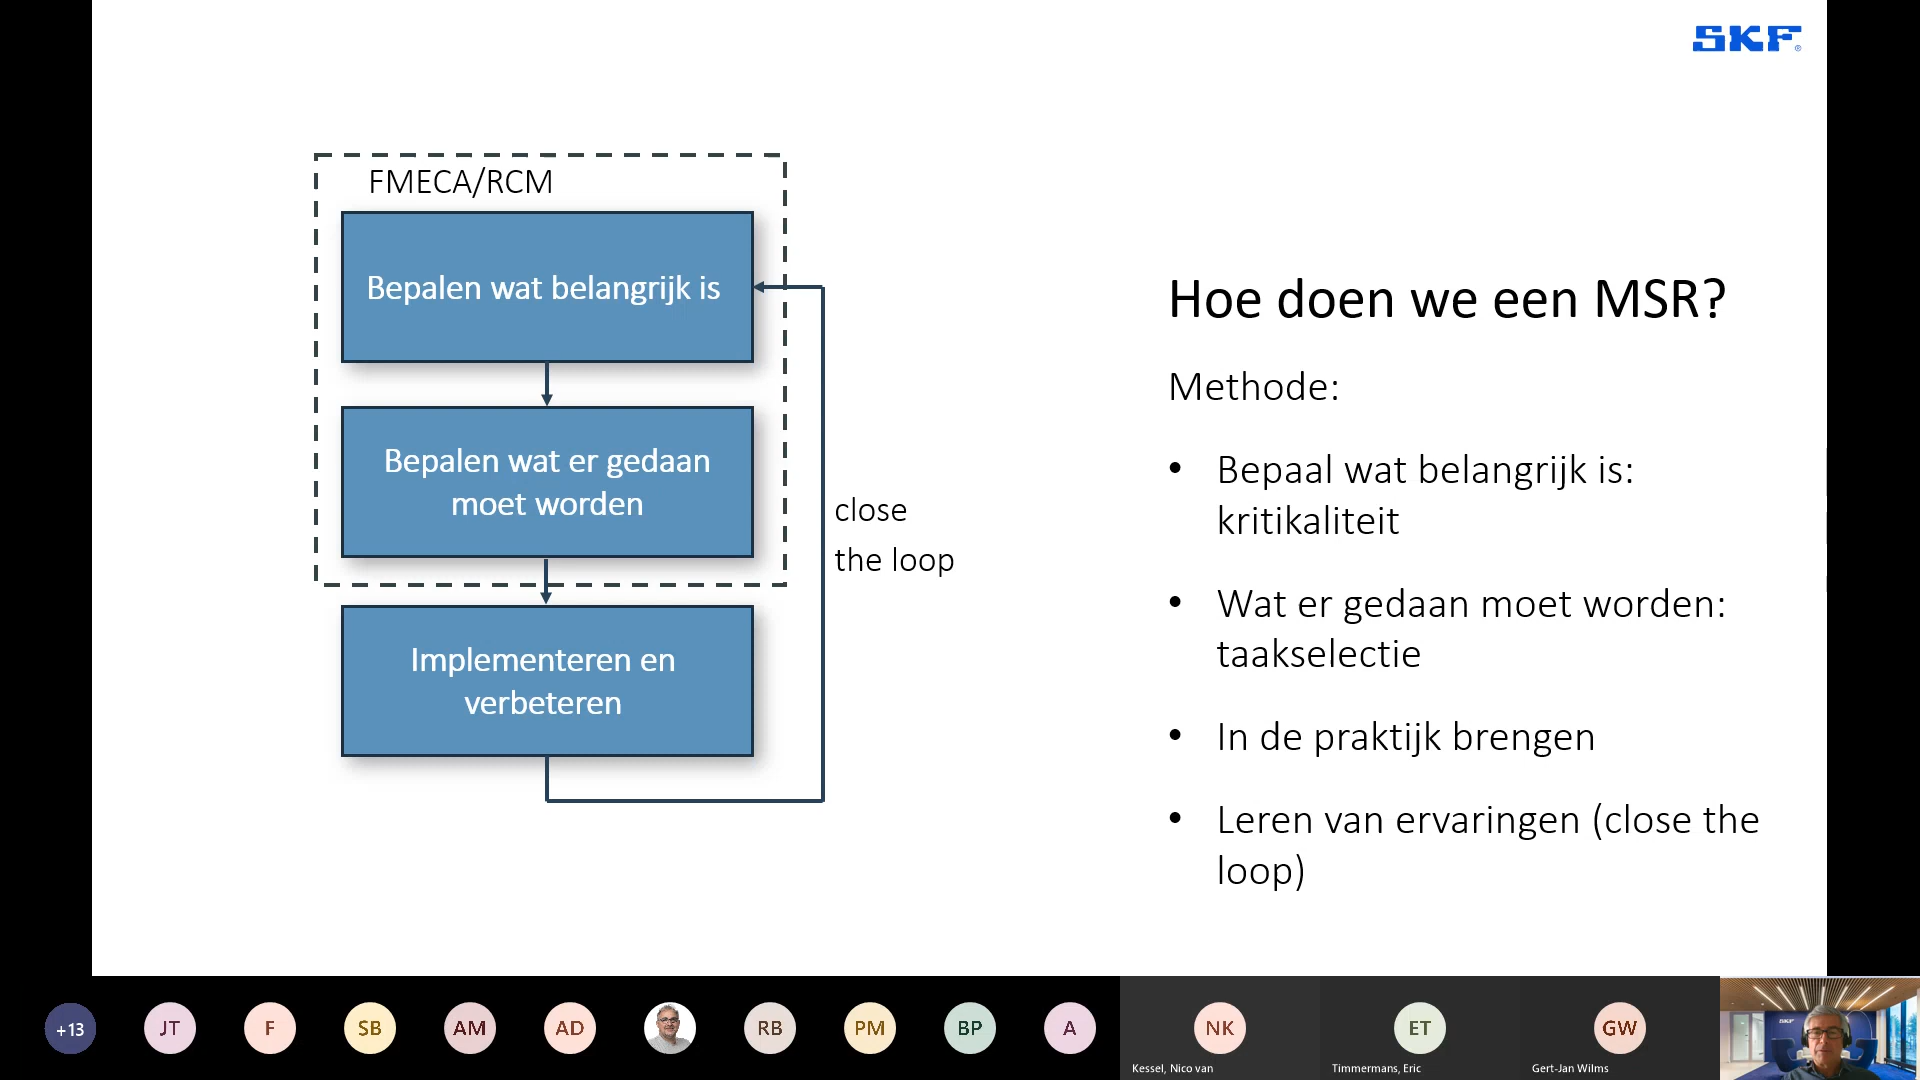 SKF®
FMECA/RCM
Bepalen wat belangrijk is
Bepalen wat er gedaan
moet worden
Implementeren en
verbeteren
close
the loop
Hoe doen we een MSR?
Methode:
• Bepaal wat belangrijk is:
kritikaliteit
• Wat er gedaan moet worden:
taakselectie
• In de praktijk brengen
• Leren van ervaringen (close the
loop)
+13
JT
F
SB
AM
AD
RB
PM
BP
A
NK
Kessel, Nico van
ET
Timmermans, Eric
GW
Gert-Jan Wilms
SKF